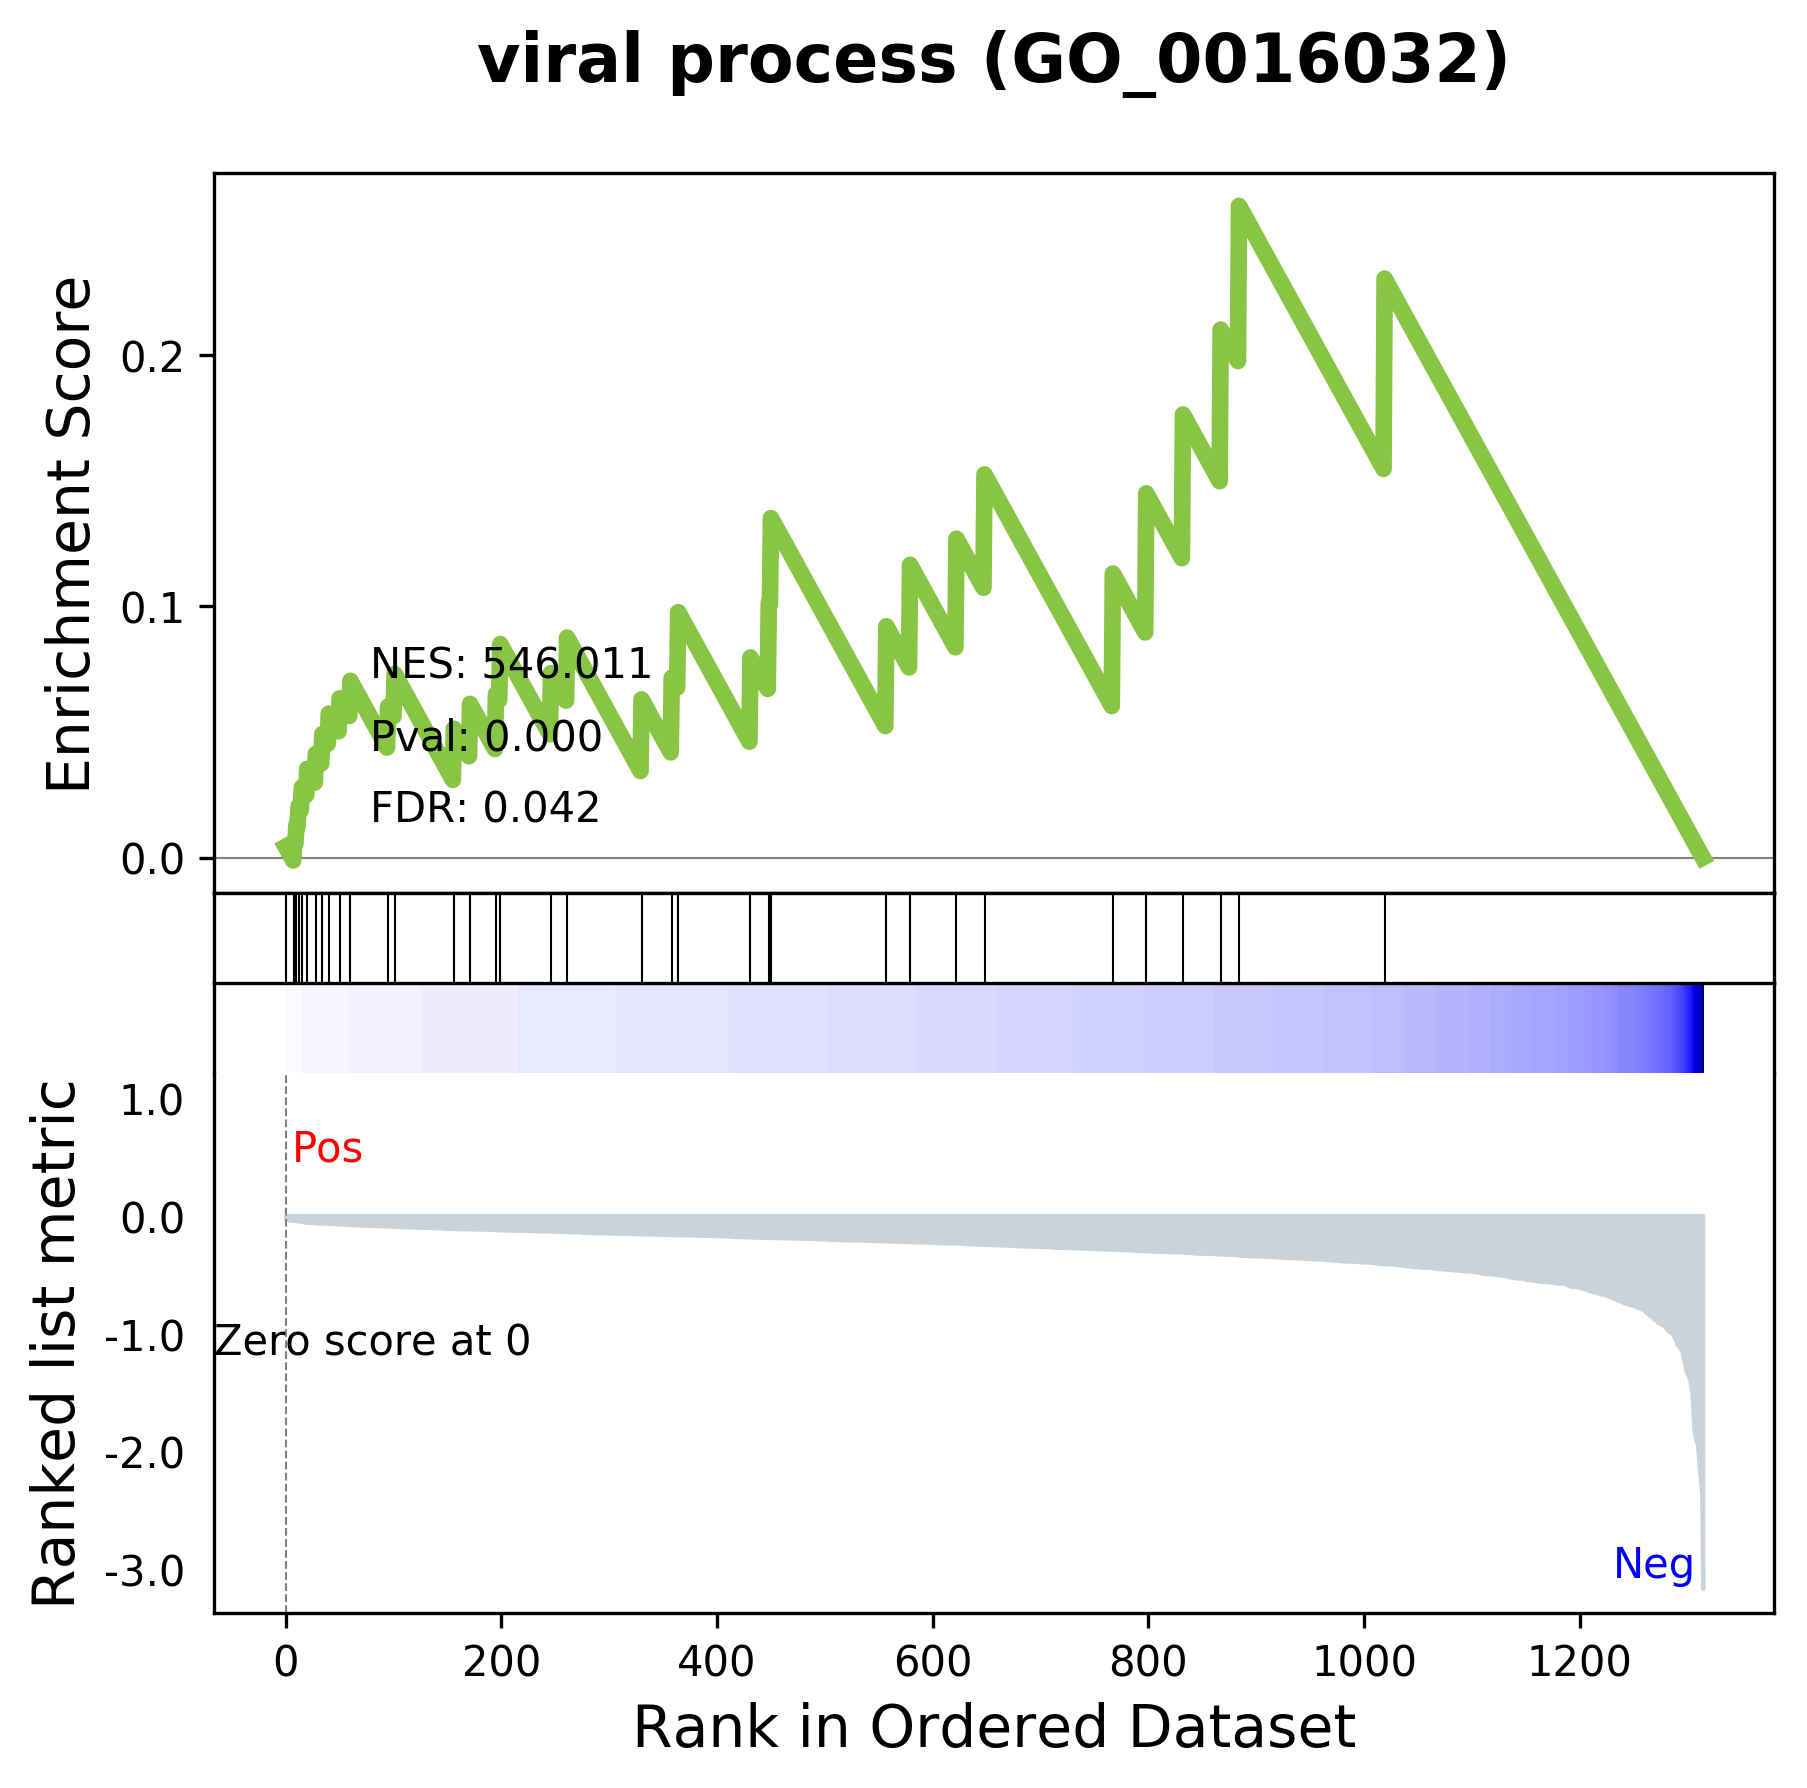 viral process (GO_0016032)
Enrichment Score
0.2
0.1
0.0
NES: 546.011
Pval: 0.000
FDR: 0.042
Ranked list metric
1.0
0.0
-1.0
-2.0
-3.0
Pos
Zero score at 0
Neg
0 200 400 600 800 1000 1200
Rank in Ordered Dataset